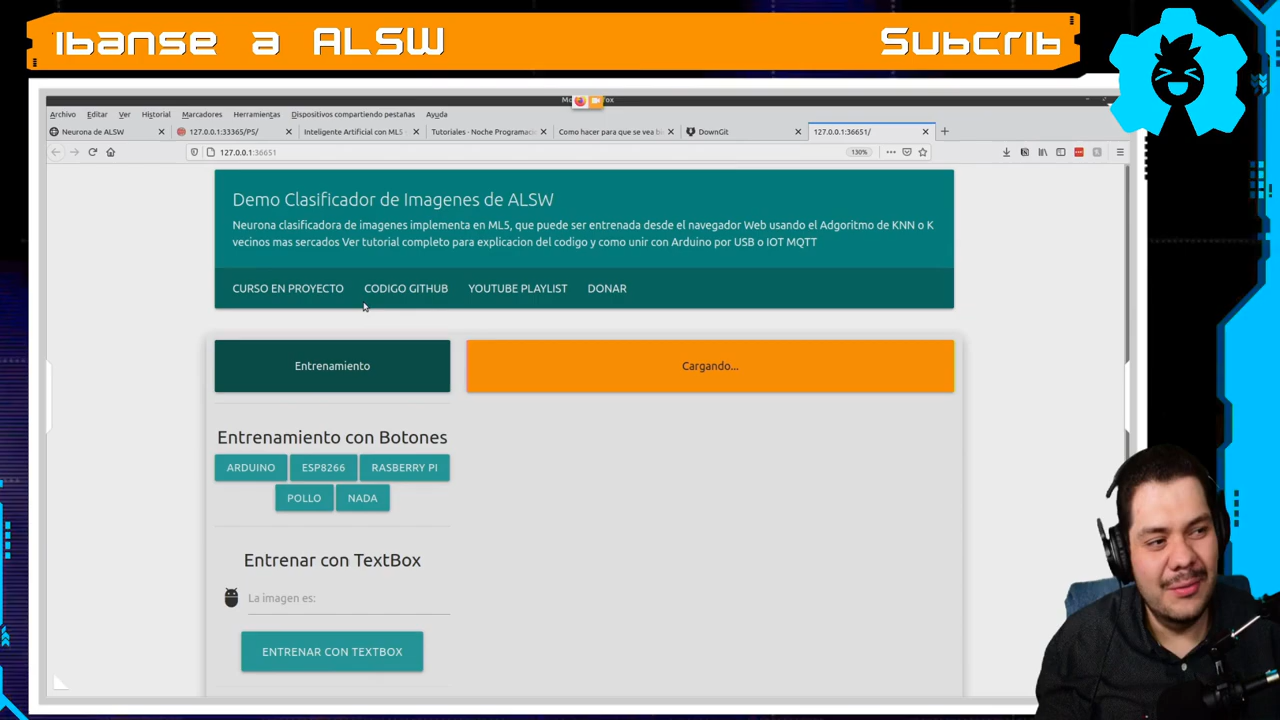 ibanse a ALSW
Subcrib
Archivo Editar Ver Historial Marcadores Herramientas Dispositivos compartiendo pestañas Ayuda
Neurona de ALSW
127.0.0.1:33365/PS/
Inteligente Artificial con ML5
Tutoriales · Noche Programac
Como hacer para que se vea b
DownGit
127.0.0.1:36651/
127.0.0.1:36651
130%
Demo Clasificador de Imagenes de ALSW
Neurona clasificadora de imagenes implementa en ML5, que puede ser entrenada desde el navegador Web usando el Adgoritmo de KNN o K
vecinos mas sercados Ver tutorial completo para explicacion del codigo y como unir con Arduino por USB o IOT MQTT
CURSO EN PROYECTO CODIGO GITHUB YOUTUBE PLAYLIST DONAR
Entrenamiento
Cargando...
Entrenamiento con Botones
ARDUINO ESP8266 RASBERRY PI
POLLO NADA
Entrenar con TextBox
La imagen es:
ENTRENAR CON TEXTBOX